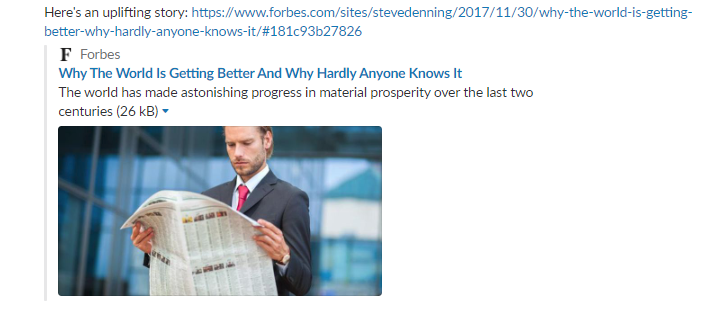 Here's an uplifting story: https://www.forbes.com/sites/stevedenning/2017/11/30/why-the-world-is-getting-
better-why-hardly-anyone-knows-it/#181c93b27826
F Forbes
Why The World Is Getting Better And Why Hardly Anyone Knows It
The world has made astonishing progress in material prosperity over the last two
centuries (26 kB)